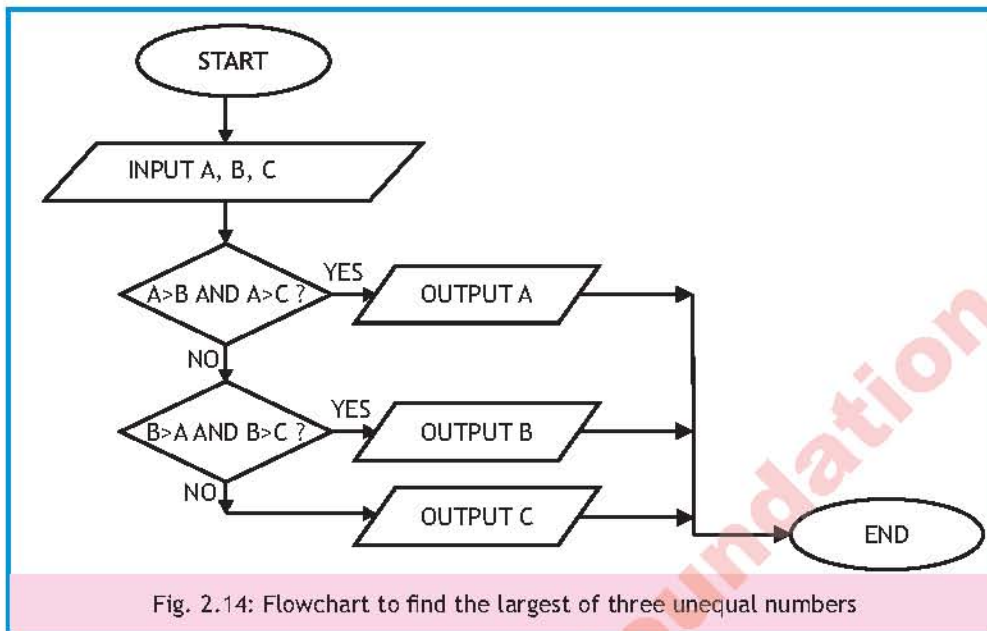 START
INPUT A, B, C
A>B AND A>C ?
YES
OUTPUT A
NO
B>A AND B>C ?
YES
OUTPUT B
NO
OUTPUT C
END
Fig. 2.14: Flowchart to find the largest of three unequal numbers